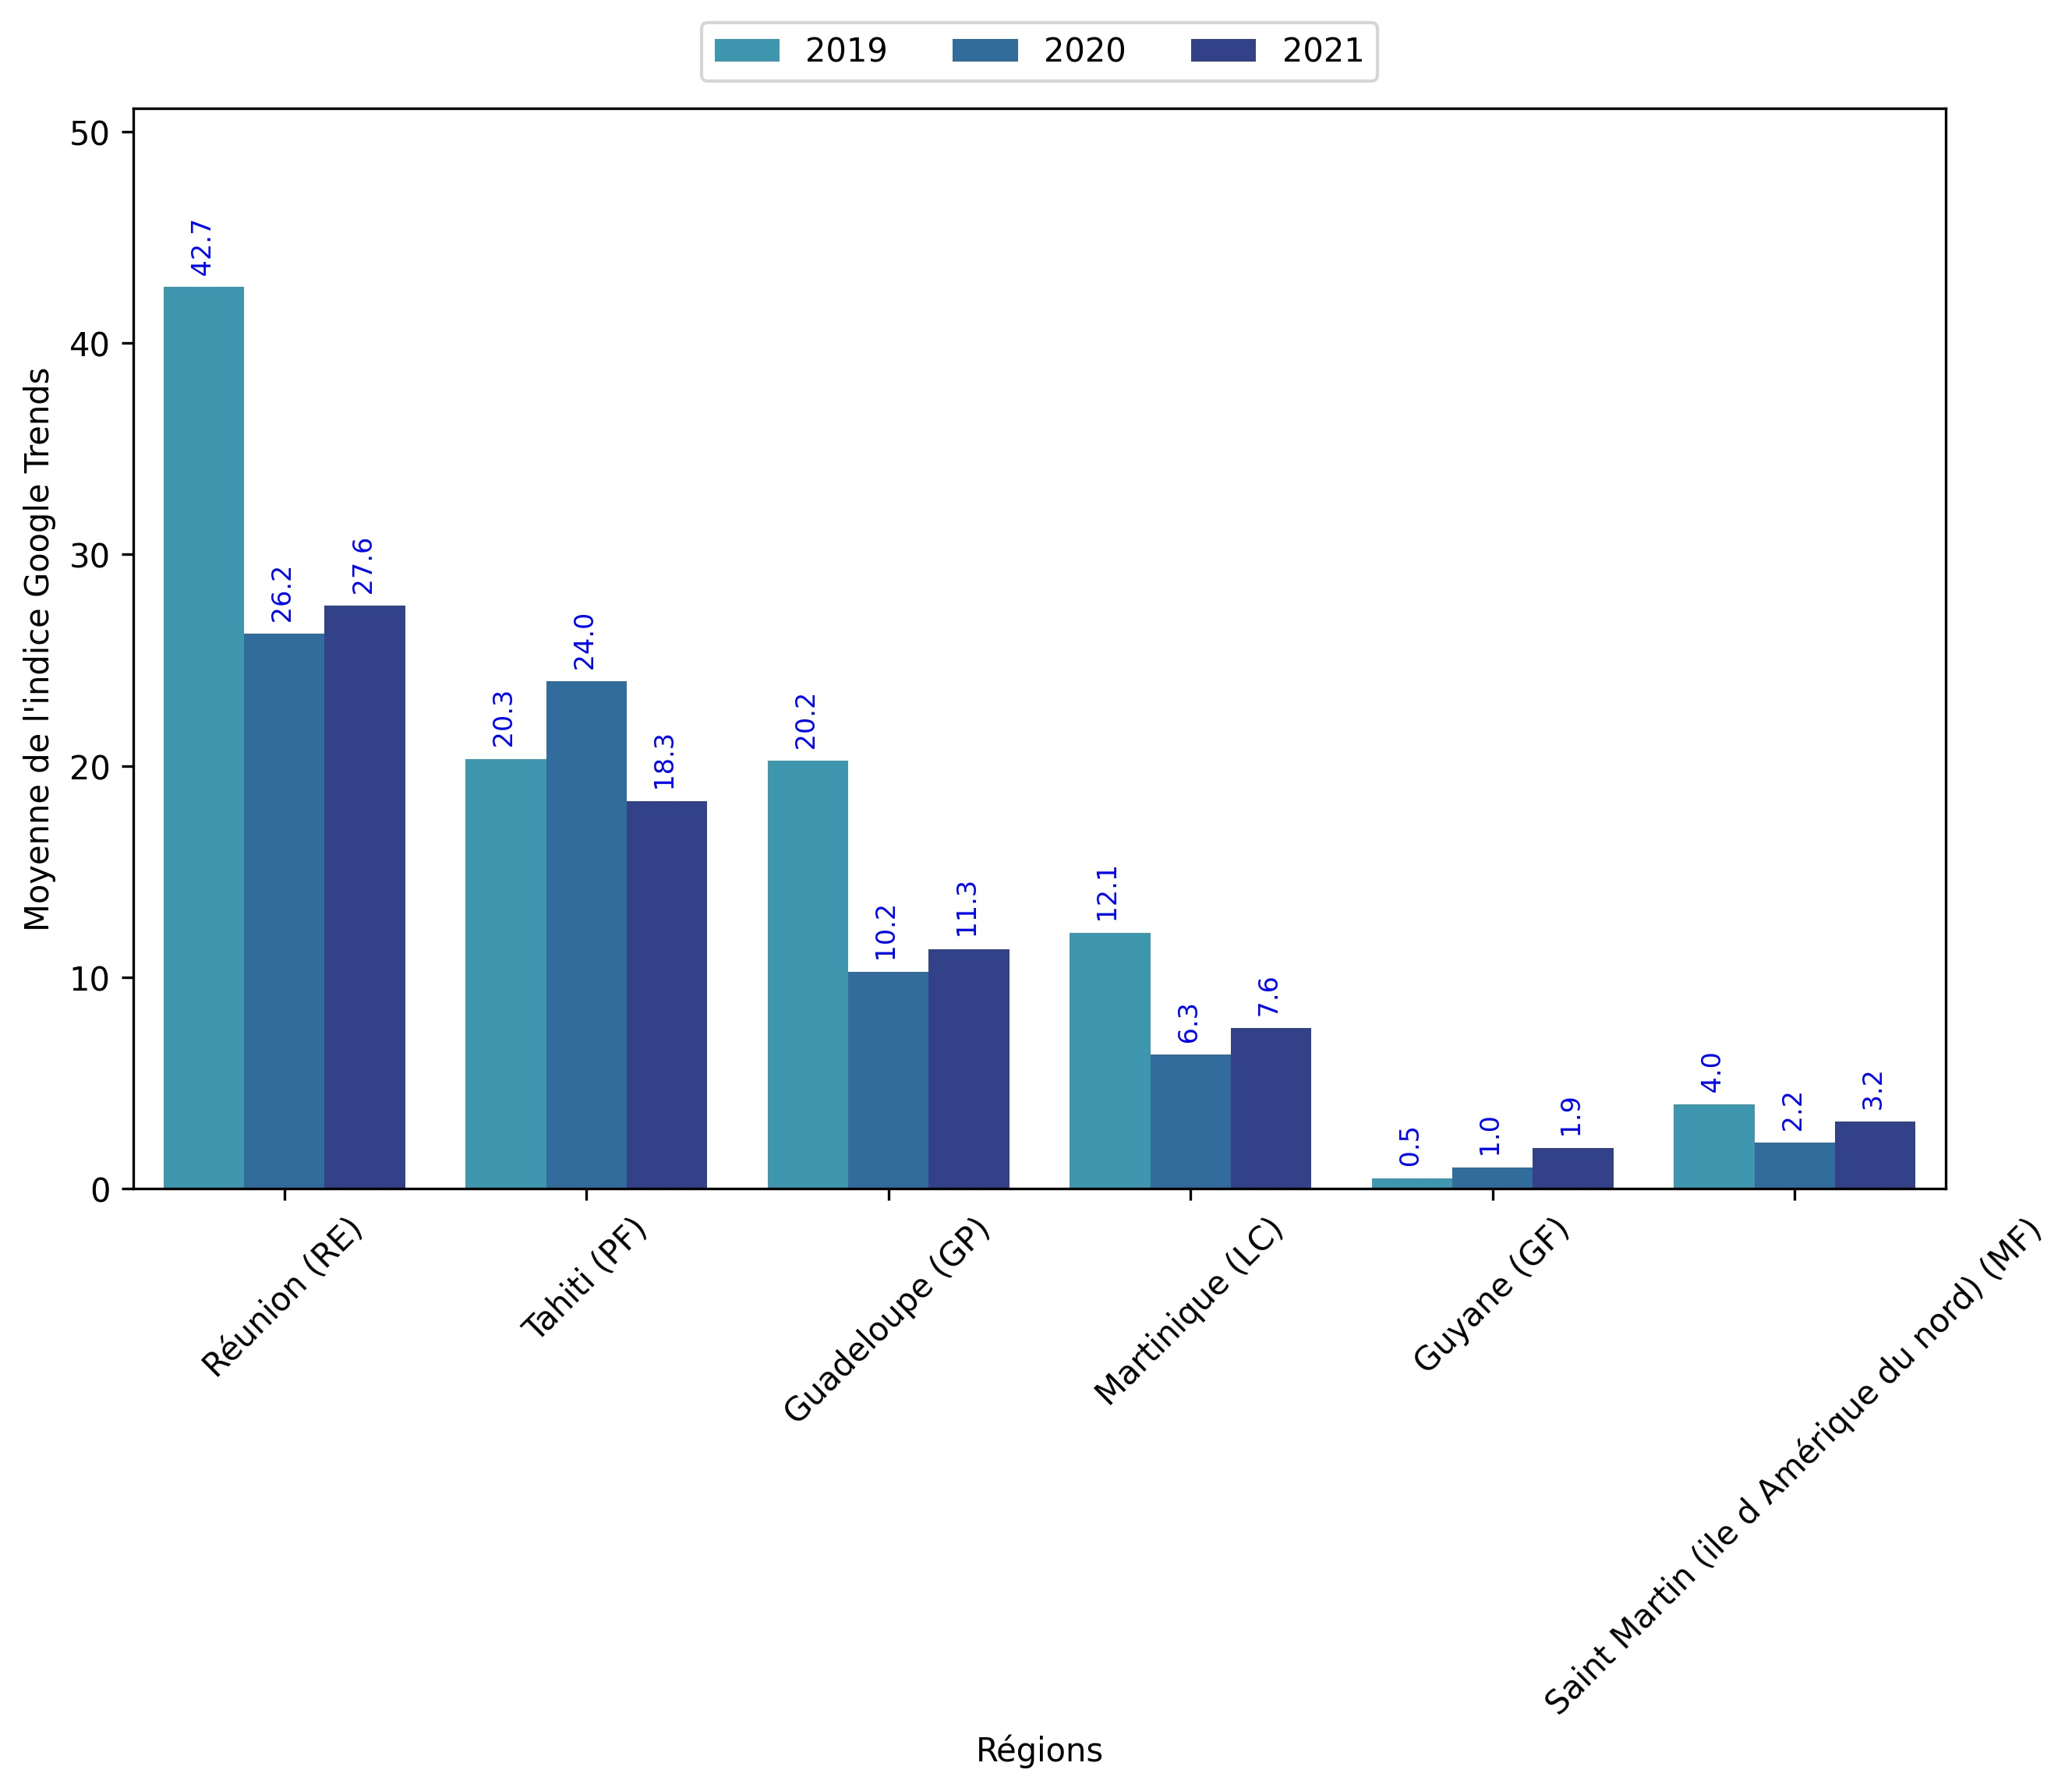 2019 2020 2021
Moyenne de l'indice Google Trends
50
40
30
20
10
0
42.7
26.2
27.6
20.3
24.0
18.3
20.2
10.2
11.3
12.1
6.3
7.6
0.5
1.0
1.9
4.0
2.2
3.2
Réunion (RE)
Tahiti (PF)
Guadeloupe (GP)
Martinique (LC)
Guyane (GF)
Saint Martin (ile d Amérique du nord) (MF)
Régions